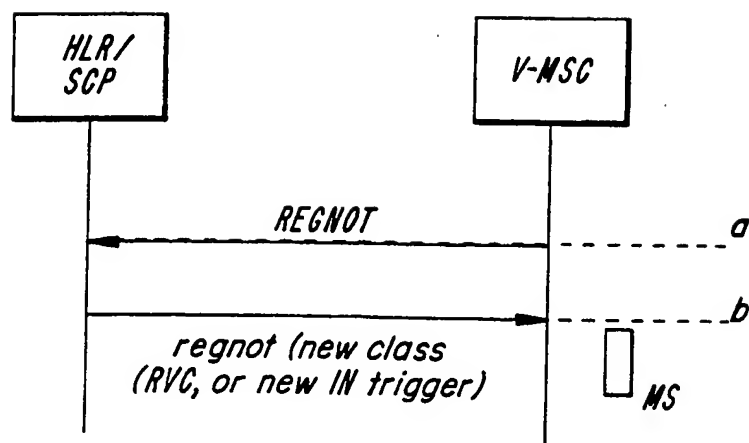 HLR/
SCP
V-MSC
REGNOT
a
b
regnot (new class
(RVC, or new IN trigger)
MS